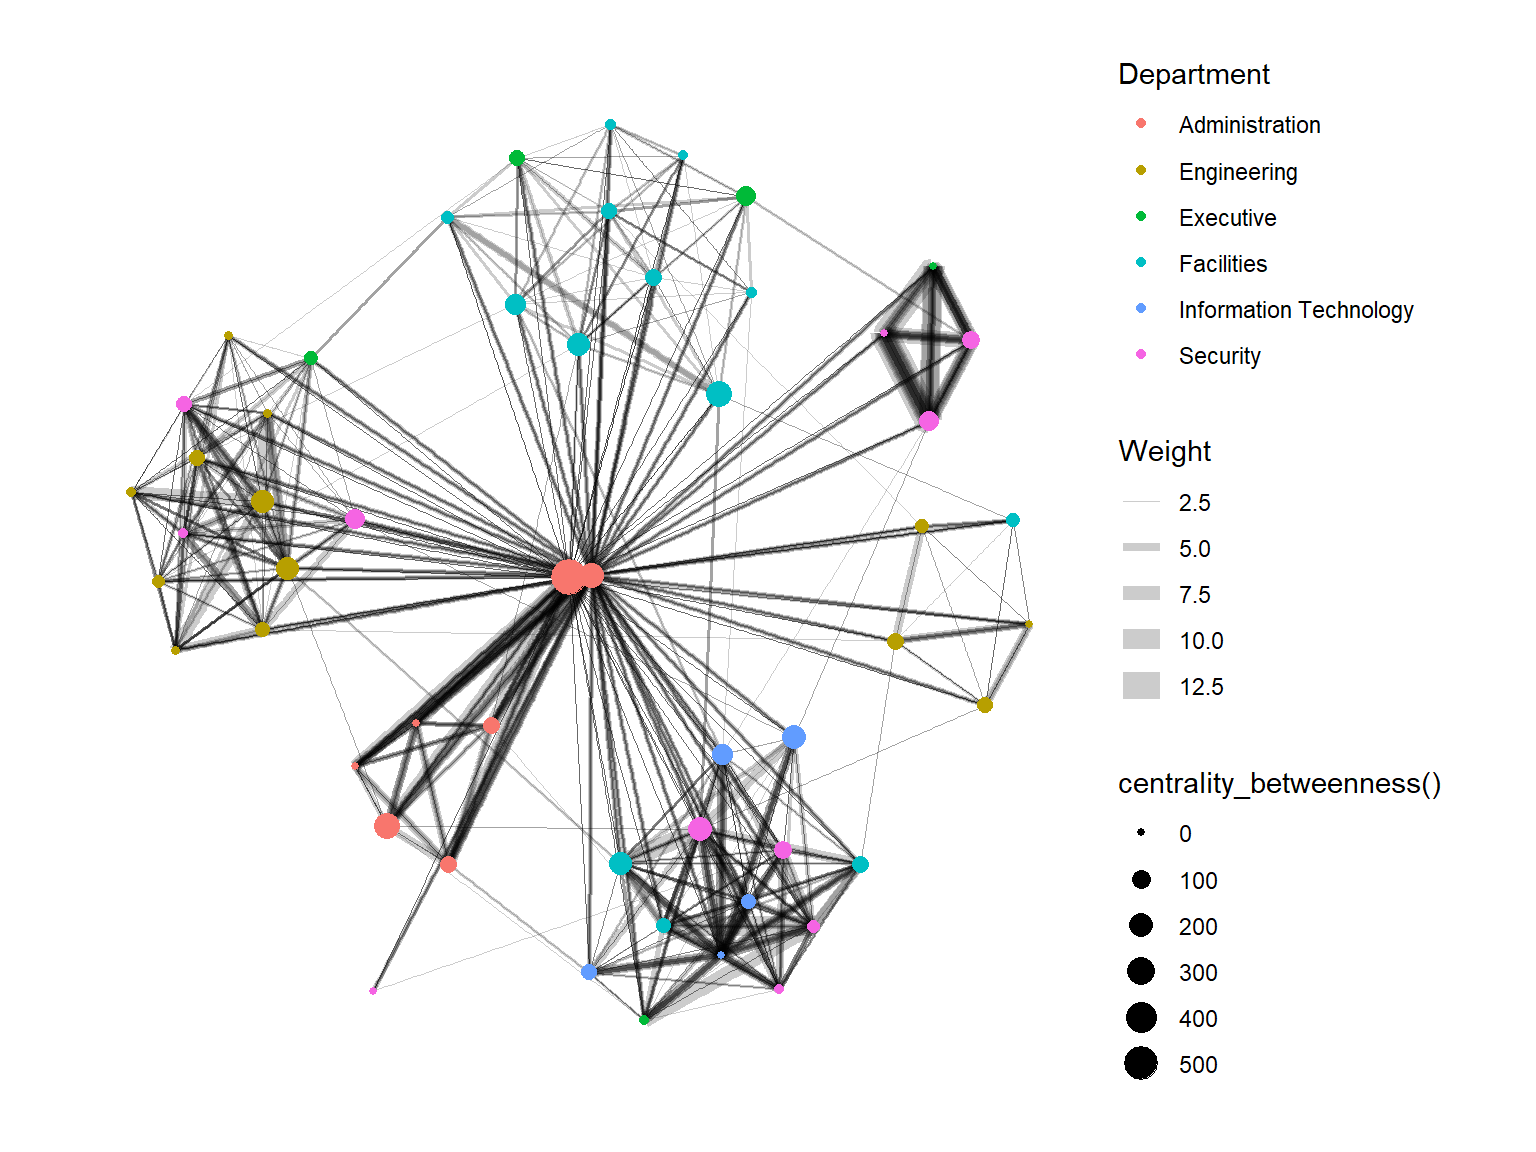 Department
Administration
Engineering
Executive
Facilities
Information Technology
Security
Weight
2.5
5.0
7.5
10.0
12.5
centrality_betweenness()
0
100
200
300
400
500